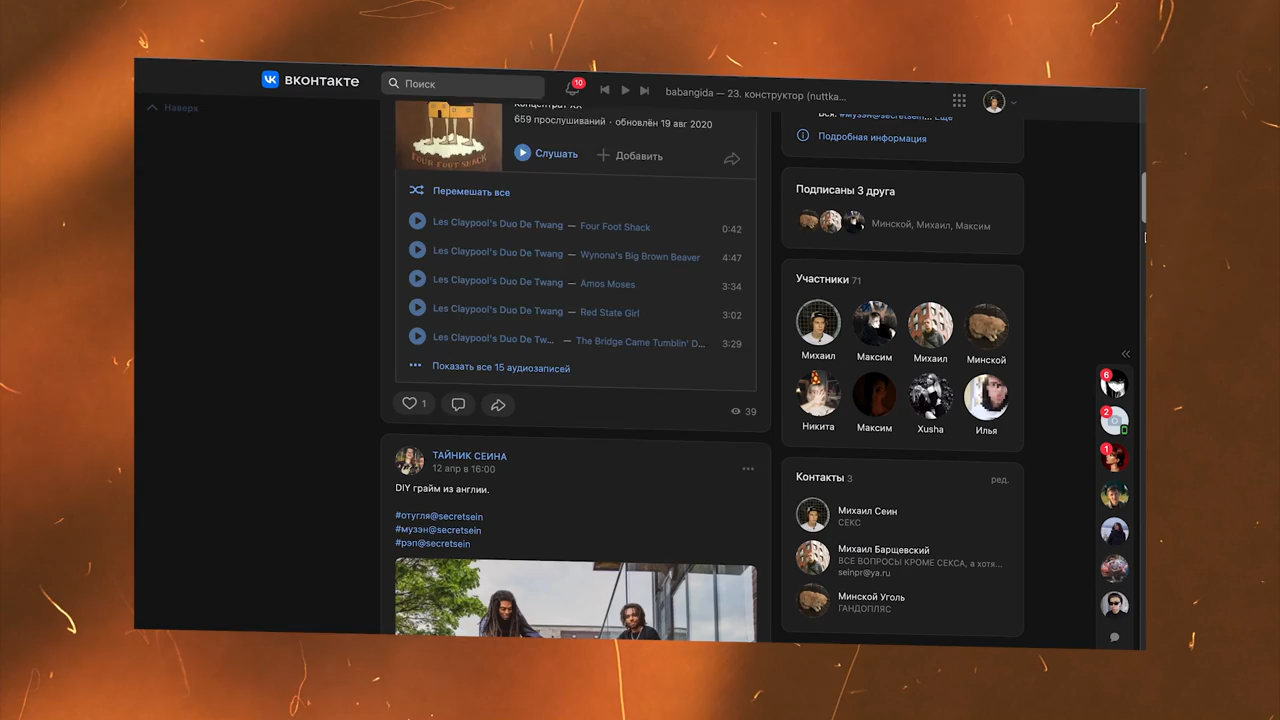 вконтакте
Поиск
10
babangida — 23. конструктор (nuttka...
Наверх
FOUR FOOT SHACK
659 прослушиваний · обновлён 19 авг 2020
Слушать
Добавить
Перемешать все
Les Claypool's Duo De Twang — Four Foot Shack 0:42
Les Claypool's Duo De Twang — Wynona's Big Brown Beaver 4:47
Les Claypool's Duo De Twang — Amos Moses 3:34
Les Claypool's Duo De Twang — Red State Girl 3:02
Les Claypool's Duo De Tw... — The Bridge Came Tumblin' D... 3:29
Показать все 15 аудиозаписей
1
39
ТАЙНИК СЕИНА
12 апр в 16:00
DIY грайм из англии.
#отугля@secretsein
#музэн@secretsein
#рэп@secretsein
Подробная информация
Подписаны 3 друга
Минской, Михаил, Максим
Участники 71
Михаил
Максим
Михаил
Минской
Никита
Максим
Xusha
Илья
Контакты 3
ред.
Михаил Сеин
СЕКС
Михаил Барщевский
ВСЕ ВОПРОСЫ КРОМЕ СЕКСА, а хотя...
seinpr@ya.ru
Минской Уголь
ГАНДОПЛЯС
6
2
1